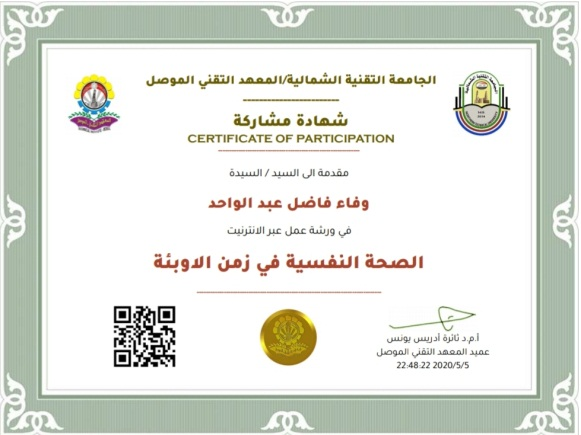 الجامعة التقنية الشمالية/المعهد التقني الموصل
شهادة مشاركة
CERTIFICATE OF PARTICIPATION
مقدمة الى السيد / السيدة
وفاء فاضل عبد الواحد
في ورشة عمل عبر الانترنيت
الصحة النفسية في زمن الاوبئة
أ.م.د ثائرة أدريس يونس
عميد المعهد التقني الموصل
22:48:22 2020/5/5